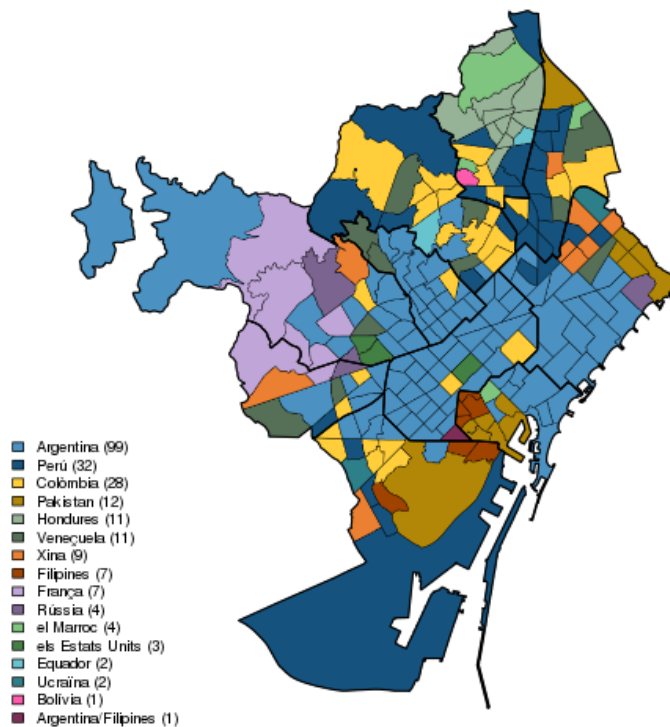 Argentina (99)
Perú (32)
Colòmbia (28)
Pakistan (12)
Hondures (11)
Veneçuela (11)
Xina (9)
Filipines (7)
França (7)
Rússia (4)
el Marroc (4)
els Estats Units (3)
Equador (2)
Ucraïna (2)
Bolívia (1)
Argentina/Filipines (1)